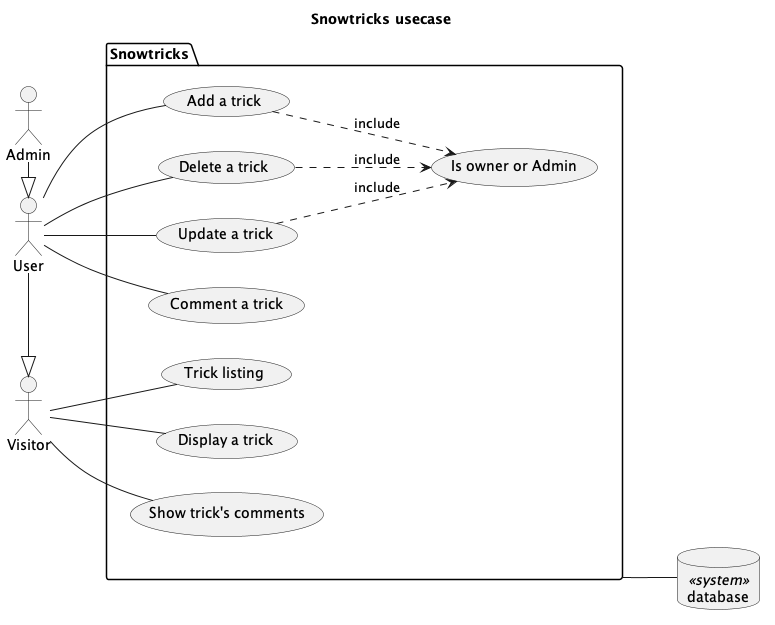 Snowtricks usecase
Snowtricks
Add a trick
include
Admin
Delete a trick
include
Is owner or Admin
include
Update a trick
User
Comment a trick
Trick listing
Display a trick
Visitor
Show trick's comments
«system»
database